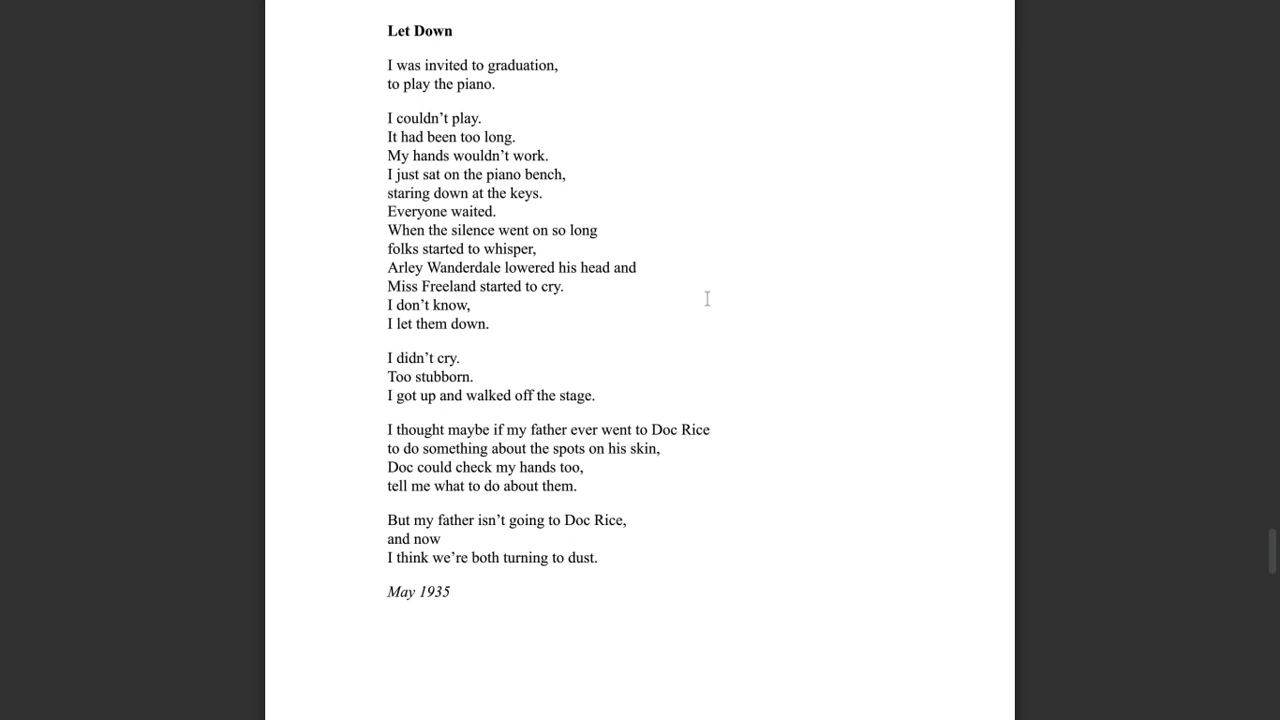 Let Down
I was invited to graduation,
to play the piano.
I couldn’t play.
It had been too long.
My hands wouldn’t work.
I just sat on the piano bench,
staring down at the keys.
Everyone waited.
When the silence went on so long
folks started to whisper,
Arley Wanderdale lowered his head and
Miss Freeland started to cry.
I don’t know,
I let them down.
I didn’t cry.
Too stubborn.
I got up and walked off the stage.
I thought maybe if my father ever went to Doc Rice
to do something about the spots on his skin,
Doc could check my hands too,
tell me what to do about them.
But my father isn’t going to Doc Rice,
and now
I think we’re both turning to dust.
May 1935